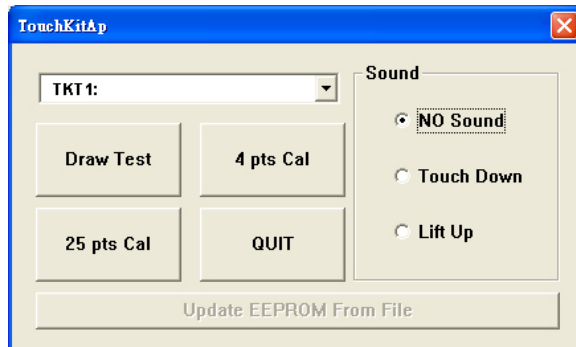 TouchKitAp
TKT1:
Sound
NO Sound
Draw Test
4 pts Cal
Touch Down
25 pts Cal
QUIT
Lift Up
Update EEPROM From File